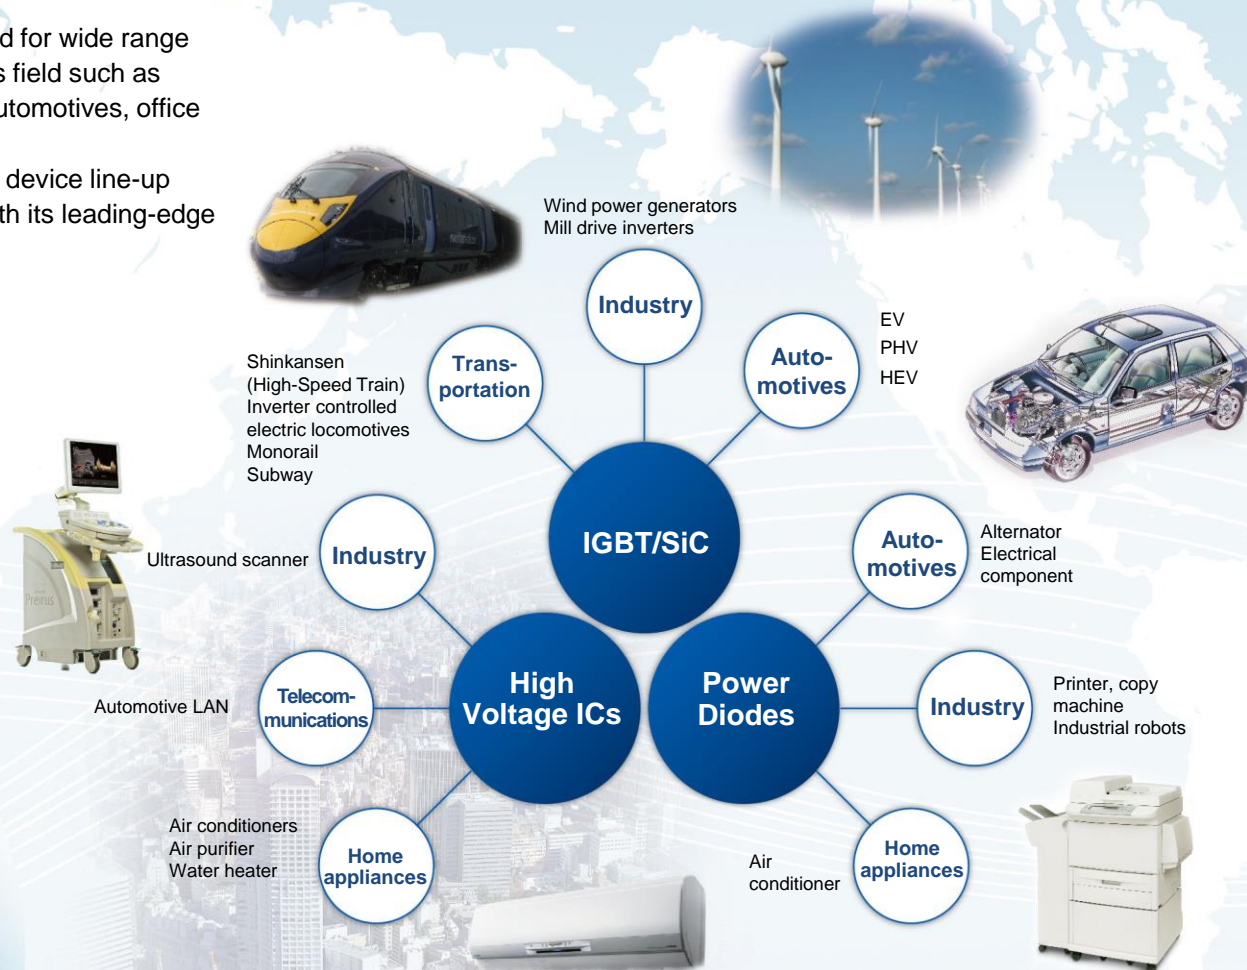 d for wide range
s field such as
utomotives, office
device line-up
th its leading-edge
Wind power generators
Mill drive inverters
Industry
EV
PHV
HEV
Auto-
motives
Trans-
portation
Shinkansen
(High-Speed Train)
Inverter controlled
electric locomotives
Monorail
Subway
IGBT/SiC
Ultrasound scanner
Industry
Auto-
motives
Alternator
Electrical
component
High
Voltage ICs
Power
Diodes
Automotive LAN
Telecom-
munications
Industry
Printer, copy
machine
Industrial robots
Air conditioners
Air purifier
Water heater
Home
appliances
Air
conditioner
Home
appliances